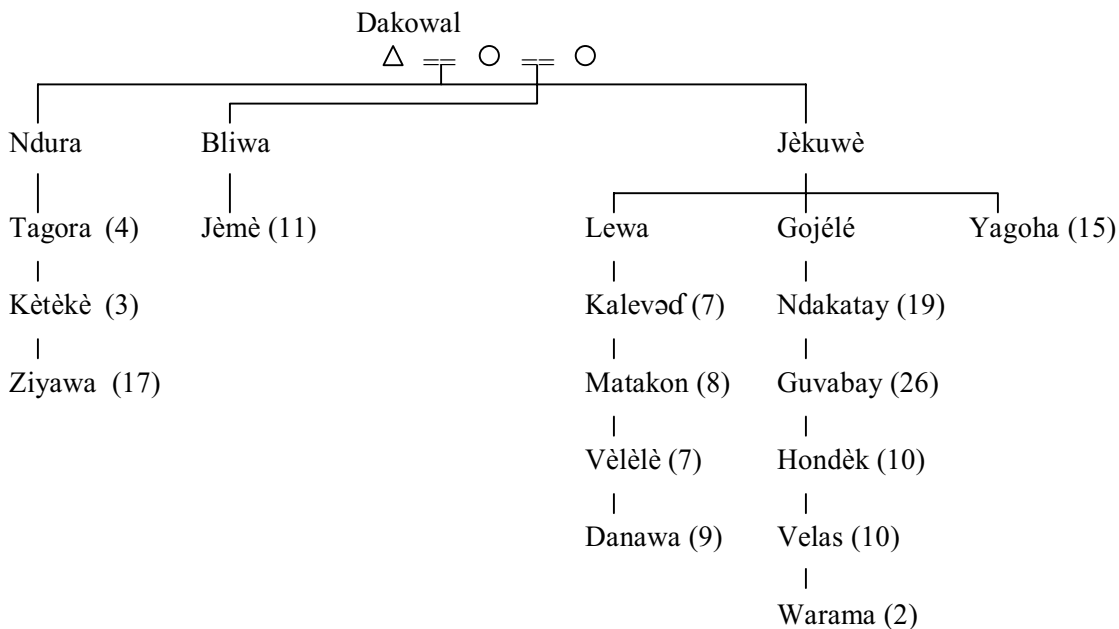 Dakowal
Ndura Bliwa Jèkuwè
Tagora (4) Jèmè (11) Lewa Gojélé Yagoha (15)
Kètèkè (3) Kalevəɗ (7) Ndakatay (19)
Ziyawa (17) Matakon (8) Guvabay (26)
Vèlèlè (7) Hondèk (10)
Danawa (9) Velas (10)
Warama (2)